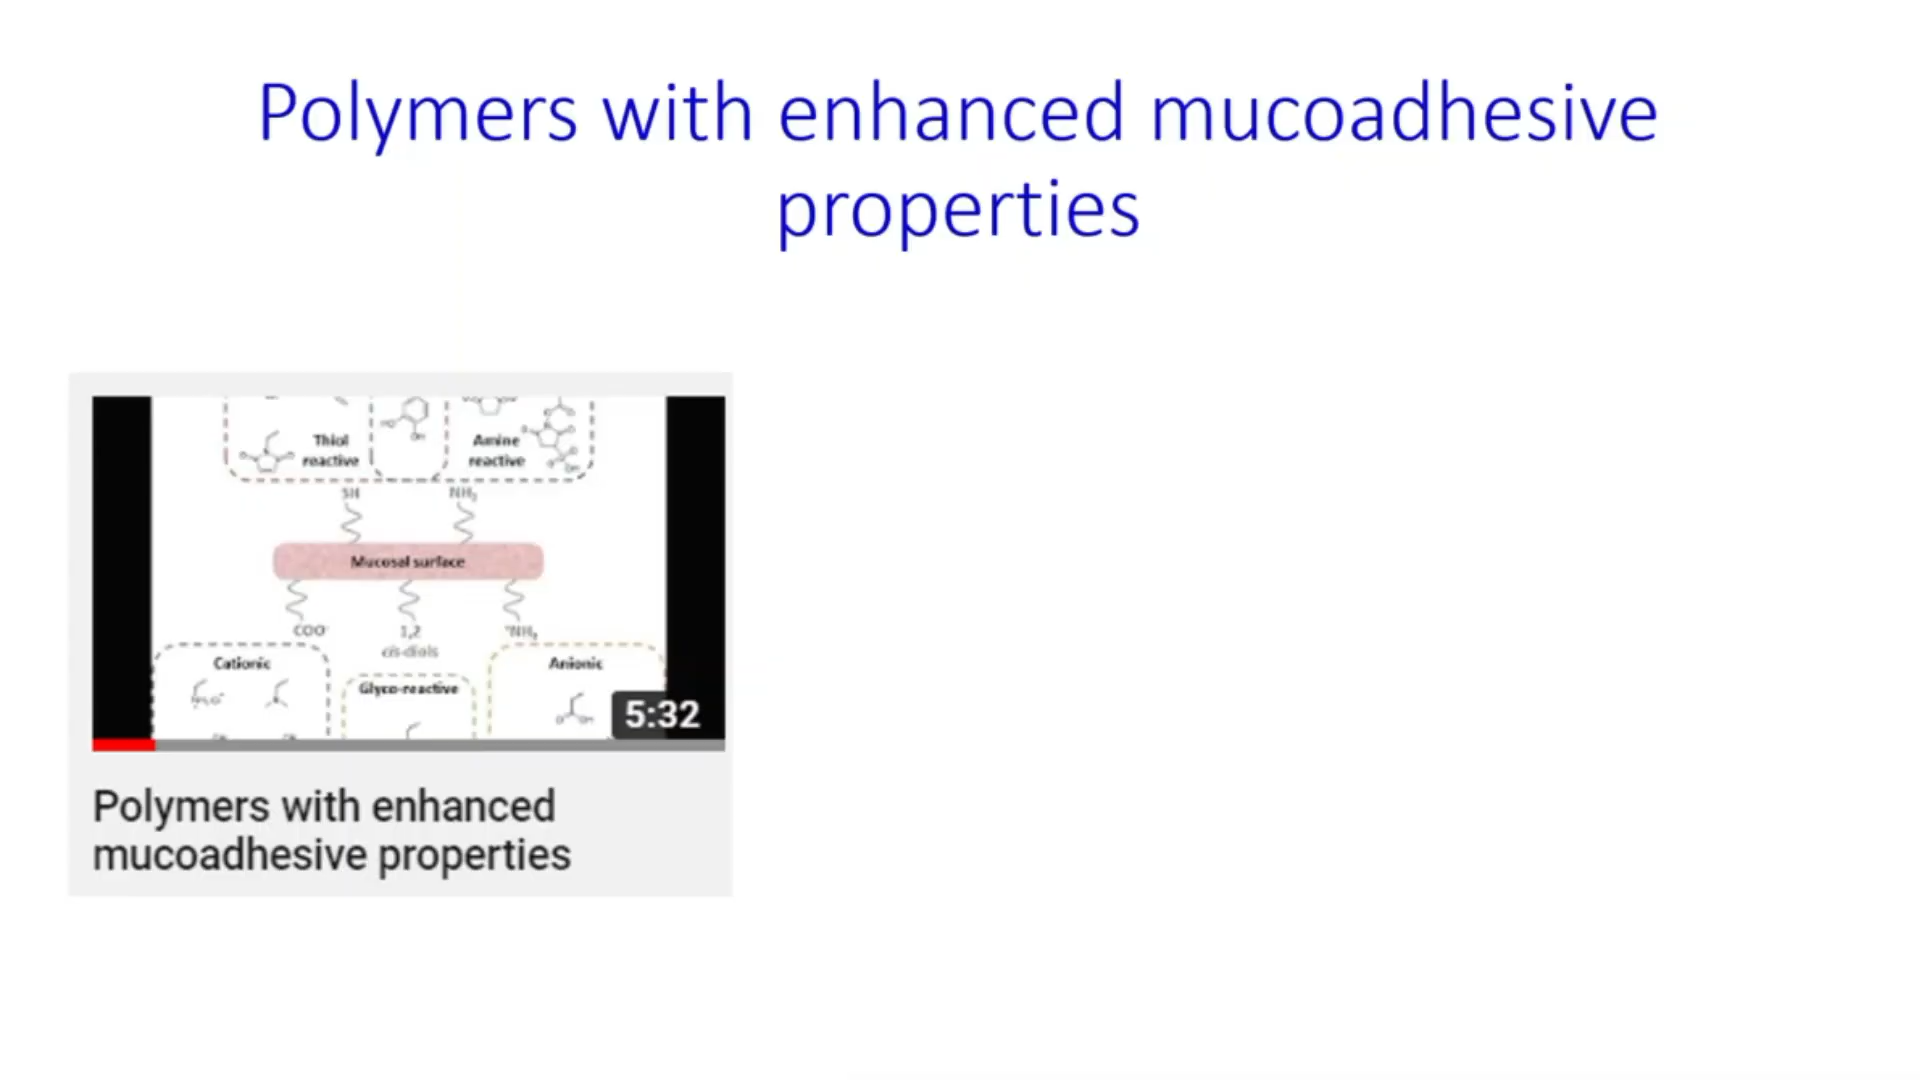 Polymers with enhanced mucoadhesive
properties
Thiol
reactive
Amine
reactive
SH
NH₂
Mucosal surface
COO⁻
1,2
cis-diols
⁺NH₃
Cationic
Glyco-reactive
Anionic
5:32
Polymers with enhanced
mucoadhesive properties